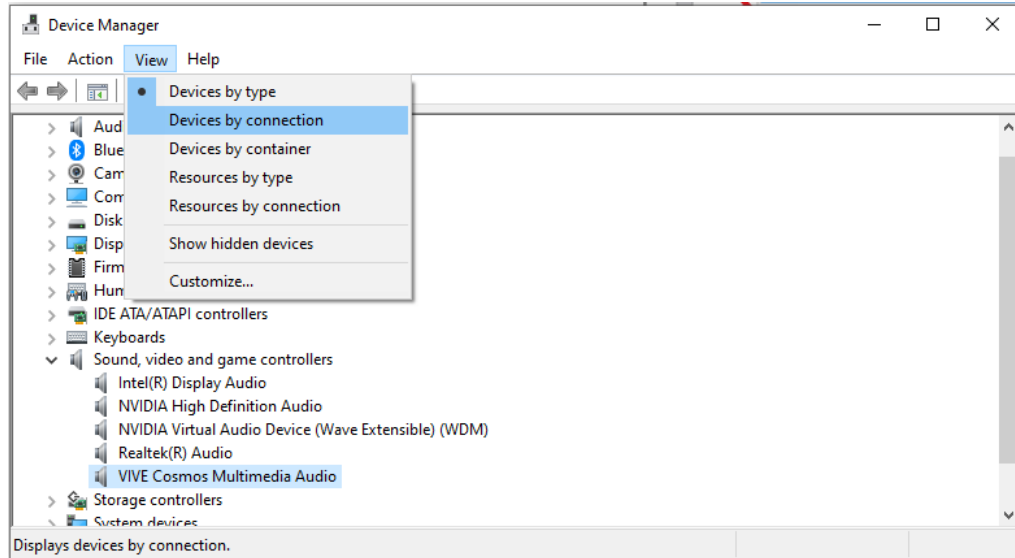 Device Manager
File Action View Help
Devices by type
Devices by connection
Devices by container
Resources by type
Resources by connection
Show hidden devices
Customize...
Aud
Blue
Cam
Com
Disk
Disp
Firm
Hum
IDE ATA/ATAPI controllers
Keyboards
Sound, video and game controllers
Intel(R) Display Audio
NVIDIA High Definition Audio
NVIDIA Virtual Audio Device (Wave Extensible) (WDM)
Realtek(R) Audio
VIVE Cosmos Multimedia Audio
Storage controllers
System devices
Displays devices by connection.